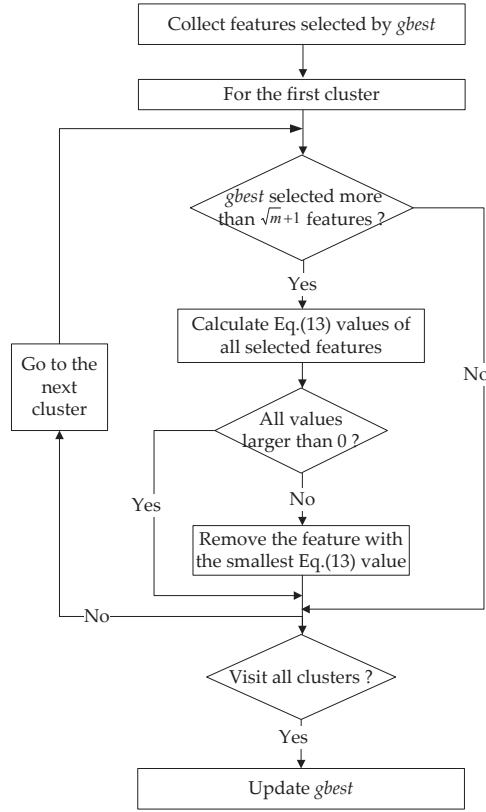 Collect features selected by gbest
For the first cluster
gbest selected more
than √m+1 features ?
Yes
Calculate Eq.(13) values of
all selected features
Go to the
next
cluster
No
All values
larger than 0 ?
Yes
No
Remove the feature with
the smallest Eq.(13) value
No
Visit all clusters ?
Yes
Update gbest